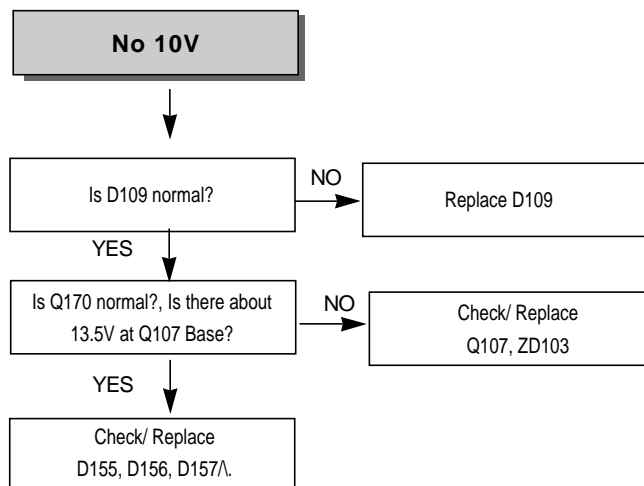 No 10V
Is D109 normal?
NO
Replace D109
YES
Is Q170 normal?, Is there about
13.5V at Q107 Base?
NO
Check/ Replace
Q107, ZD103
YES
Check/ Replace
D155, D156, D157/\.